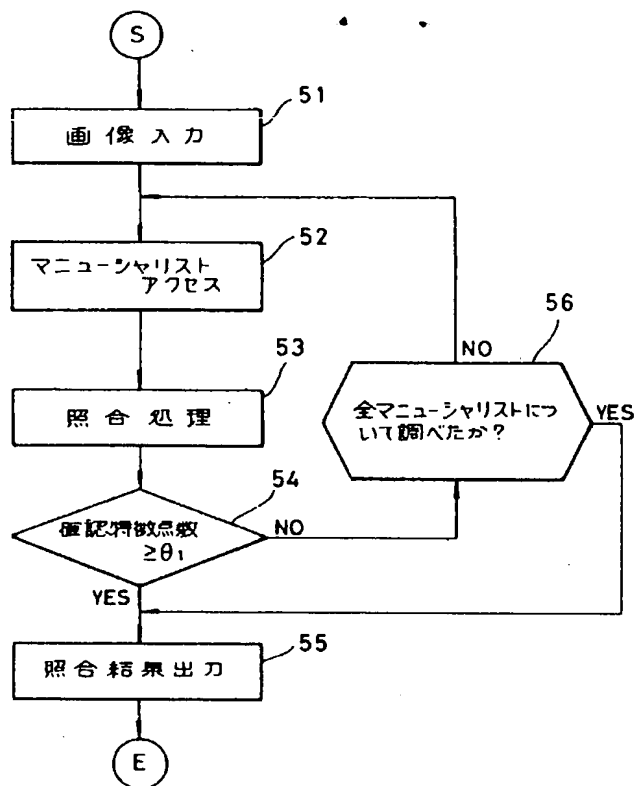 S
51
画像入力
52
マニューシャリスト
アクセス
53
照合処理
54
確認特徴点数
≥θ1
NO
YES
56
全マニューシャリストにつ
いて調べたか?
NO
YES
55
照合結果出力
E